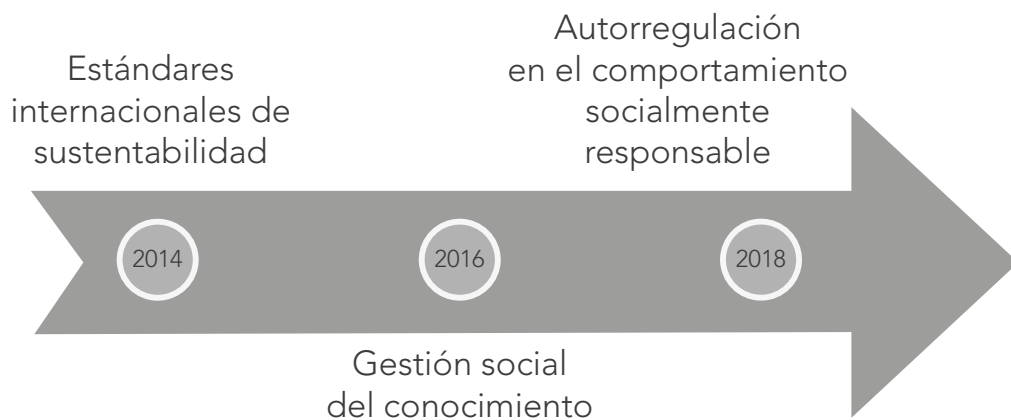 Estándares
internacionales de
sustentabilidad
Autorregulación
en el comportamiento
socialmente
responsable
2014
2016
2018
Gestión social
del conocimiento